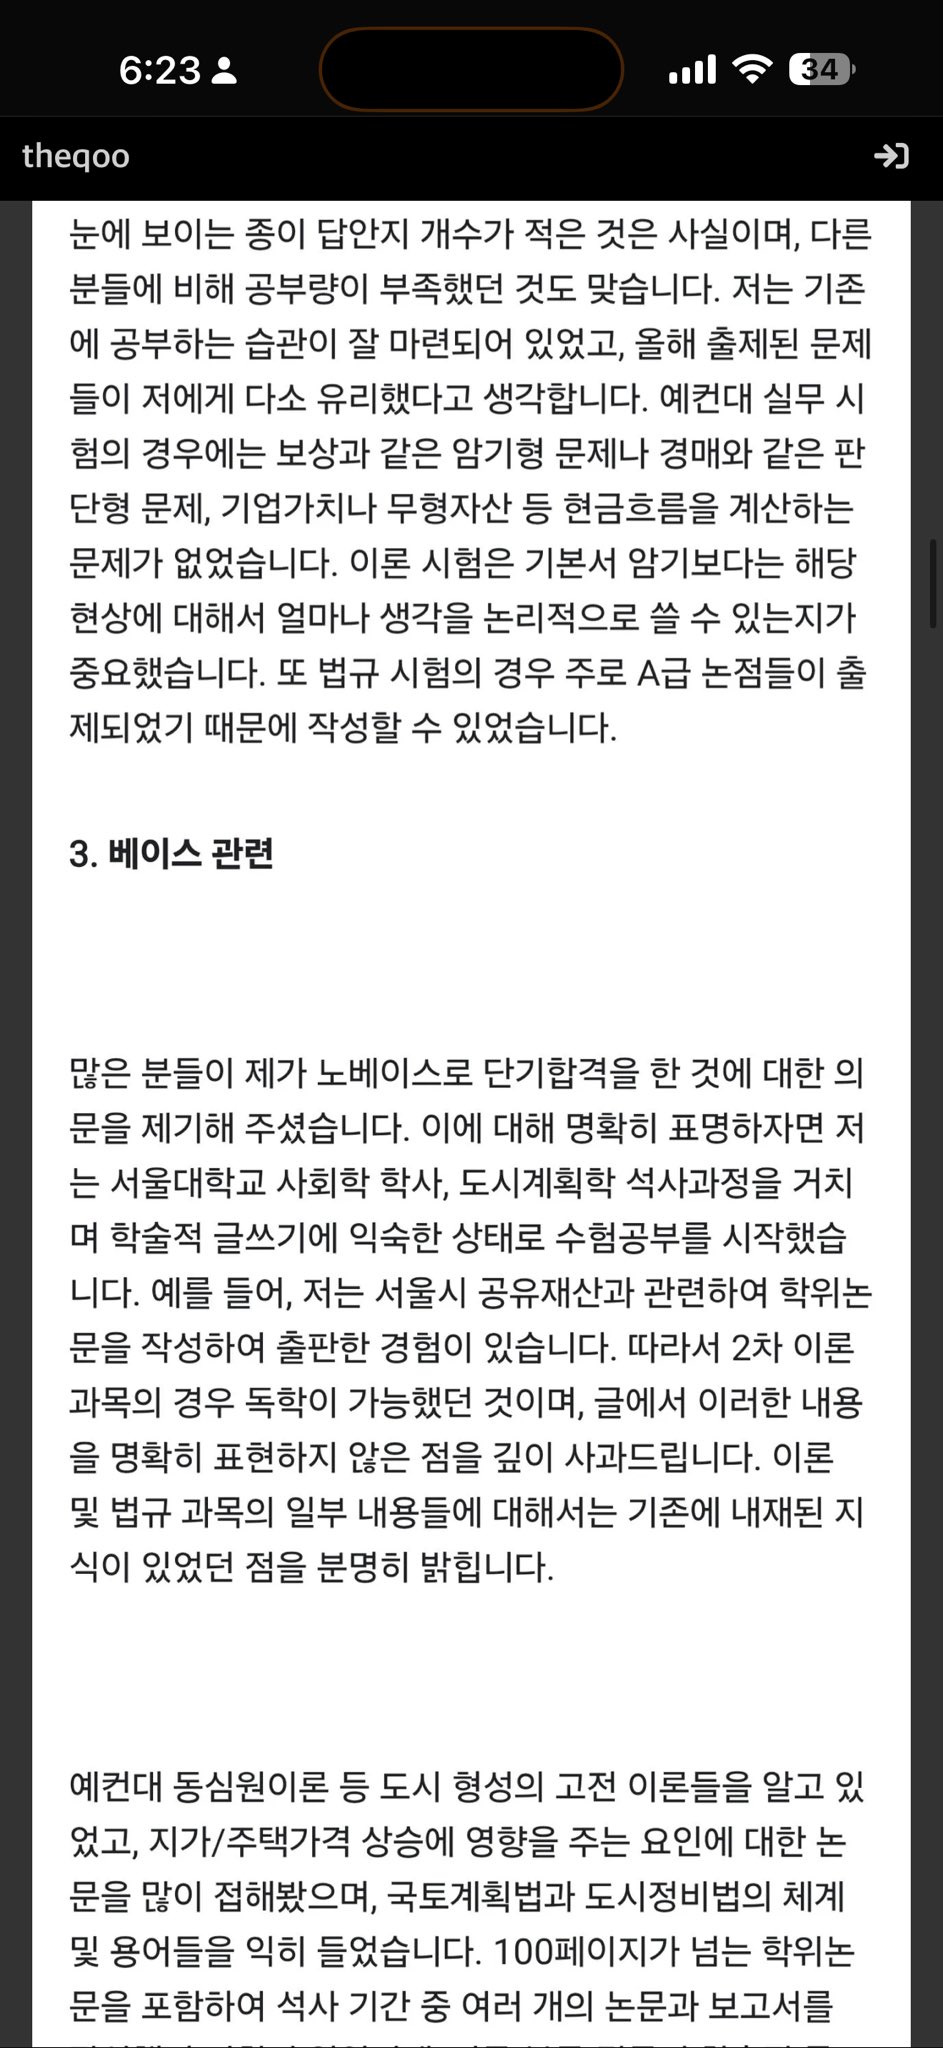 6:23
34
theqoo
눈에 보이는 종이 답안지 개수가 적은 것은 사실이며, 다른
분들에 비해 공부량이 부족했던 것도 맞습니다. 저는 기존
에 공부하는 습관이 잘 마련되어 있었고, 올해 출제된 문제
들이 저에게 다소 유리했다고 생각합니다. 예컨대 실무 시
험의 경우에는 보상과 같은 암기형 문제나 경매와 같은 판
단형 문제, 기업가치나 무형자산 등 현금흐름을 계산하는
문제가 없었습니다. 이론 시험은 기본서 암기보다는 해당
현상에 대해서 얼마나 생각을 논리적으로 쓸 수 있는지가
중요했습니다. 또 법규 시험의 경우 주로 A급 논점들이 출
제되었기 때문에 작성할 수 있었습니다.
3. 베이스 관련
많은 분들이 제가 노베이스로 단기합격을 한 것에 대한 의
문을 제기해 주셨습니다. 이에 대해 명확히 표명하자면 저
는 서울대학교 사회학 학사, 도시계획학 석사과정을 거치
며 학술적 글쓰기에 익숙한 상태로 수험공부를 시작했습
니다. 예를 들어, 저는 서울시 공유재산과 관련하여 학위논
문을 작성하여 출판한 경험이 있습니다. 따라서 2차 이론
과목의 경우 독학이 가능했던 것이며, 글에서 이러한 내용
을 명확히 표현하지 않은 점을 깊이 사과드립니다. 이론
및 법규 과목의 일부 내용들에 대해서는 기존에 내재된 지
식이 있었던 점을 분명히 밝힙니다.
예컨대 동심원이론 등 도시 형성의 고전 이론들을 알고 있
었고, 지가/주택가격 상승에 영향을 주는 요인에 대한 논
문을 많이 접해봤으며, 국토계획법과 도시정비법의 체계
및 용어들을 익히 들었습니다. 100페이지가 넘는 학위논
문을 포함하여 석사 기간 중 여러 개의 논문과 보고서를